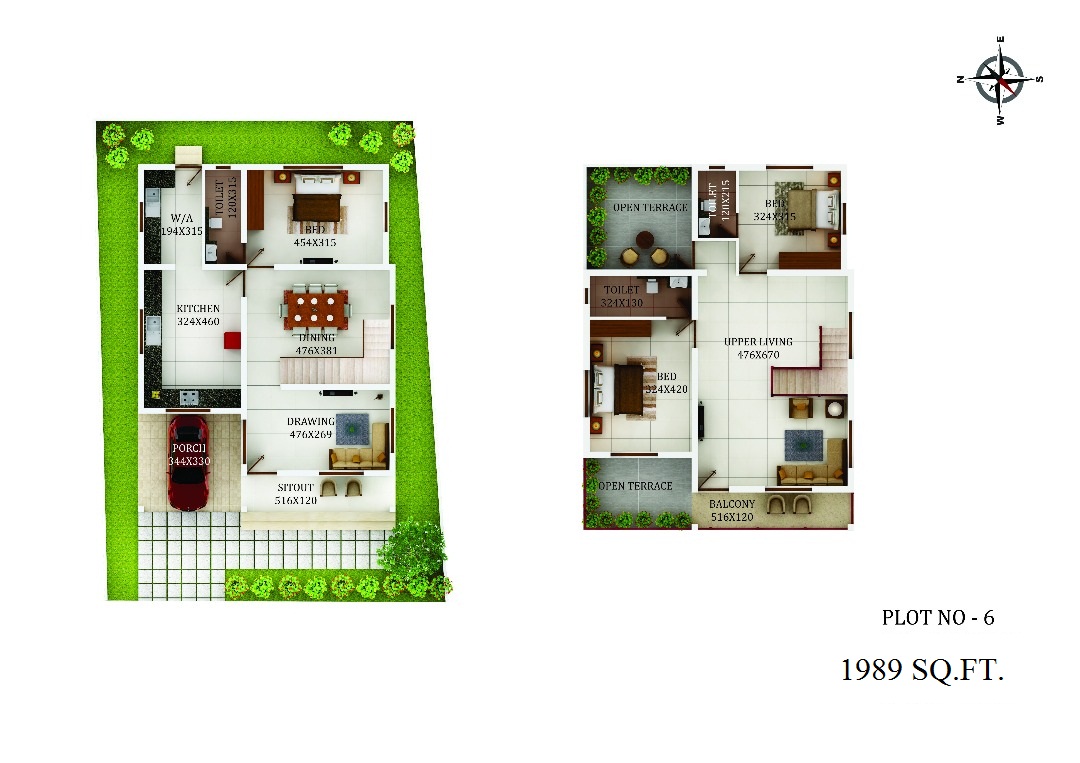 E
N
S
W
W/A
194X315
TOILET
120X315
BED
454X315
KITCHEN
324X460
DINING
476X381
DRAWING
476X269
PORCH
344X330
SITOUT
516X120
OPEN TERRACE
TOILET
120X215
BED
324X315
TOILET
324X130
UPPER LIVING
476X670
BED
324X420
OPEN TERRACE
BALCONY
516X120
PLOT NO - 6
1989 SQ.FT.